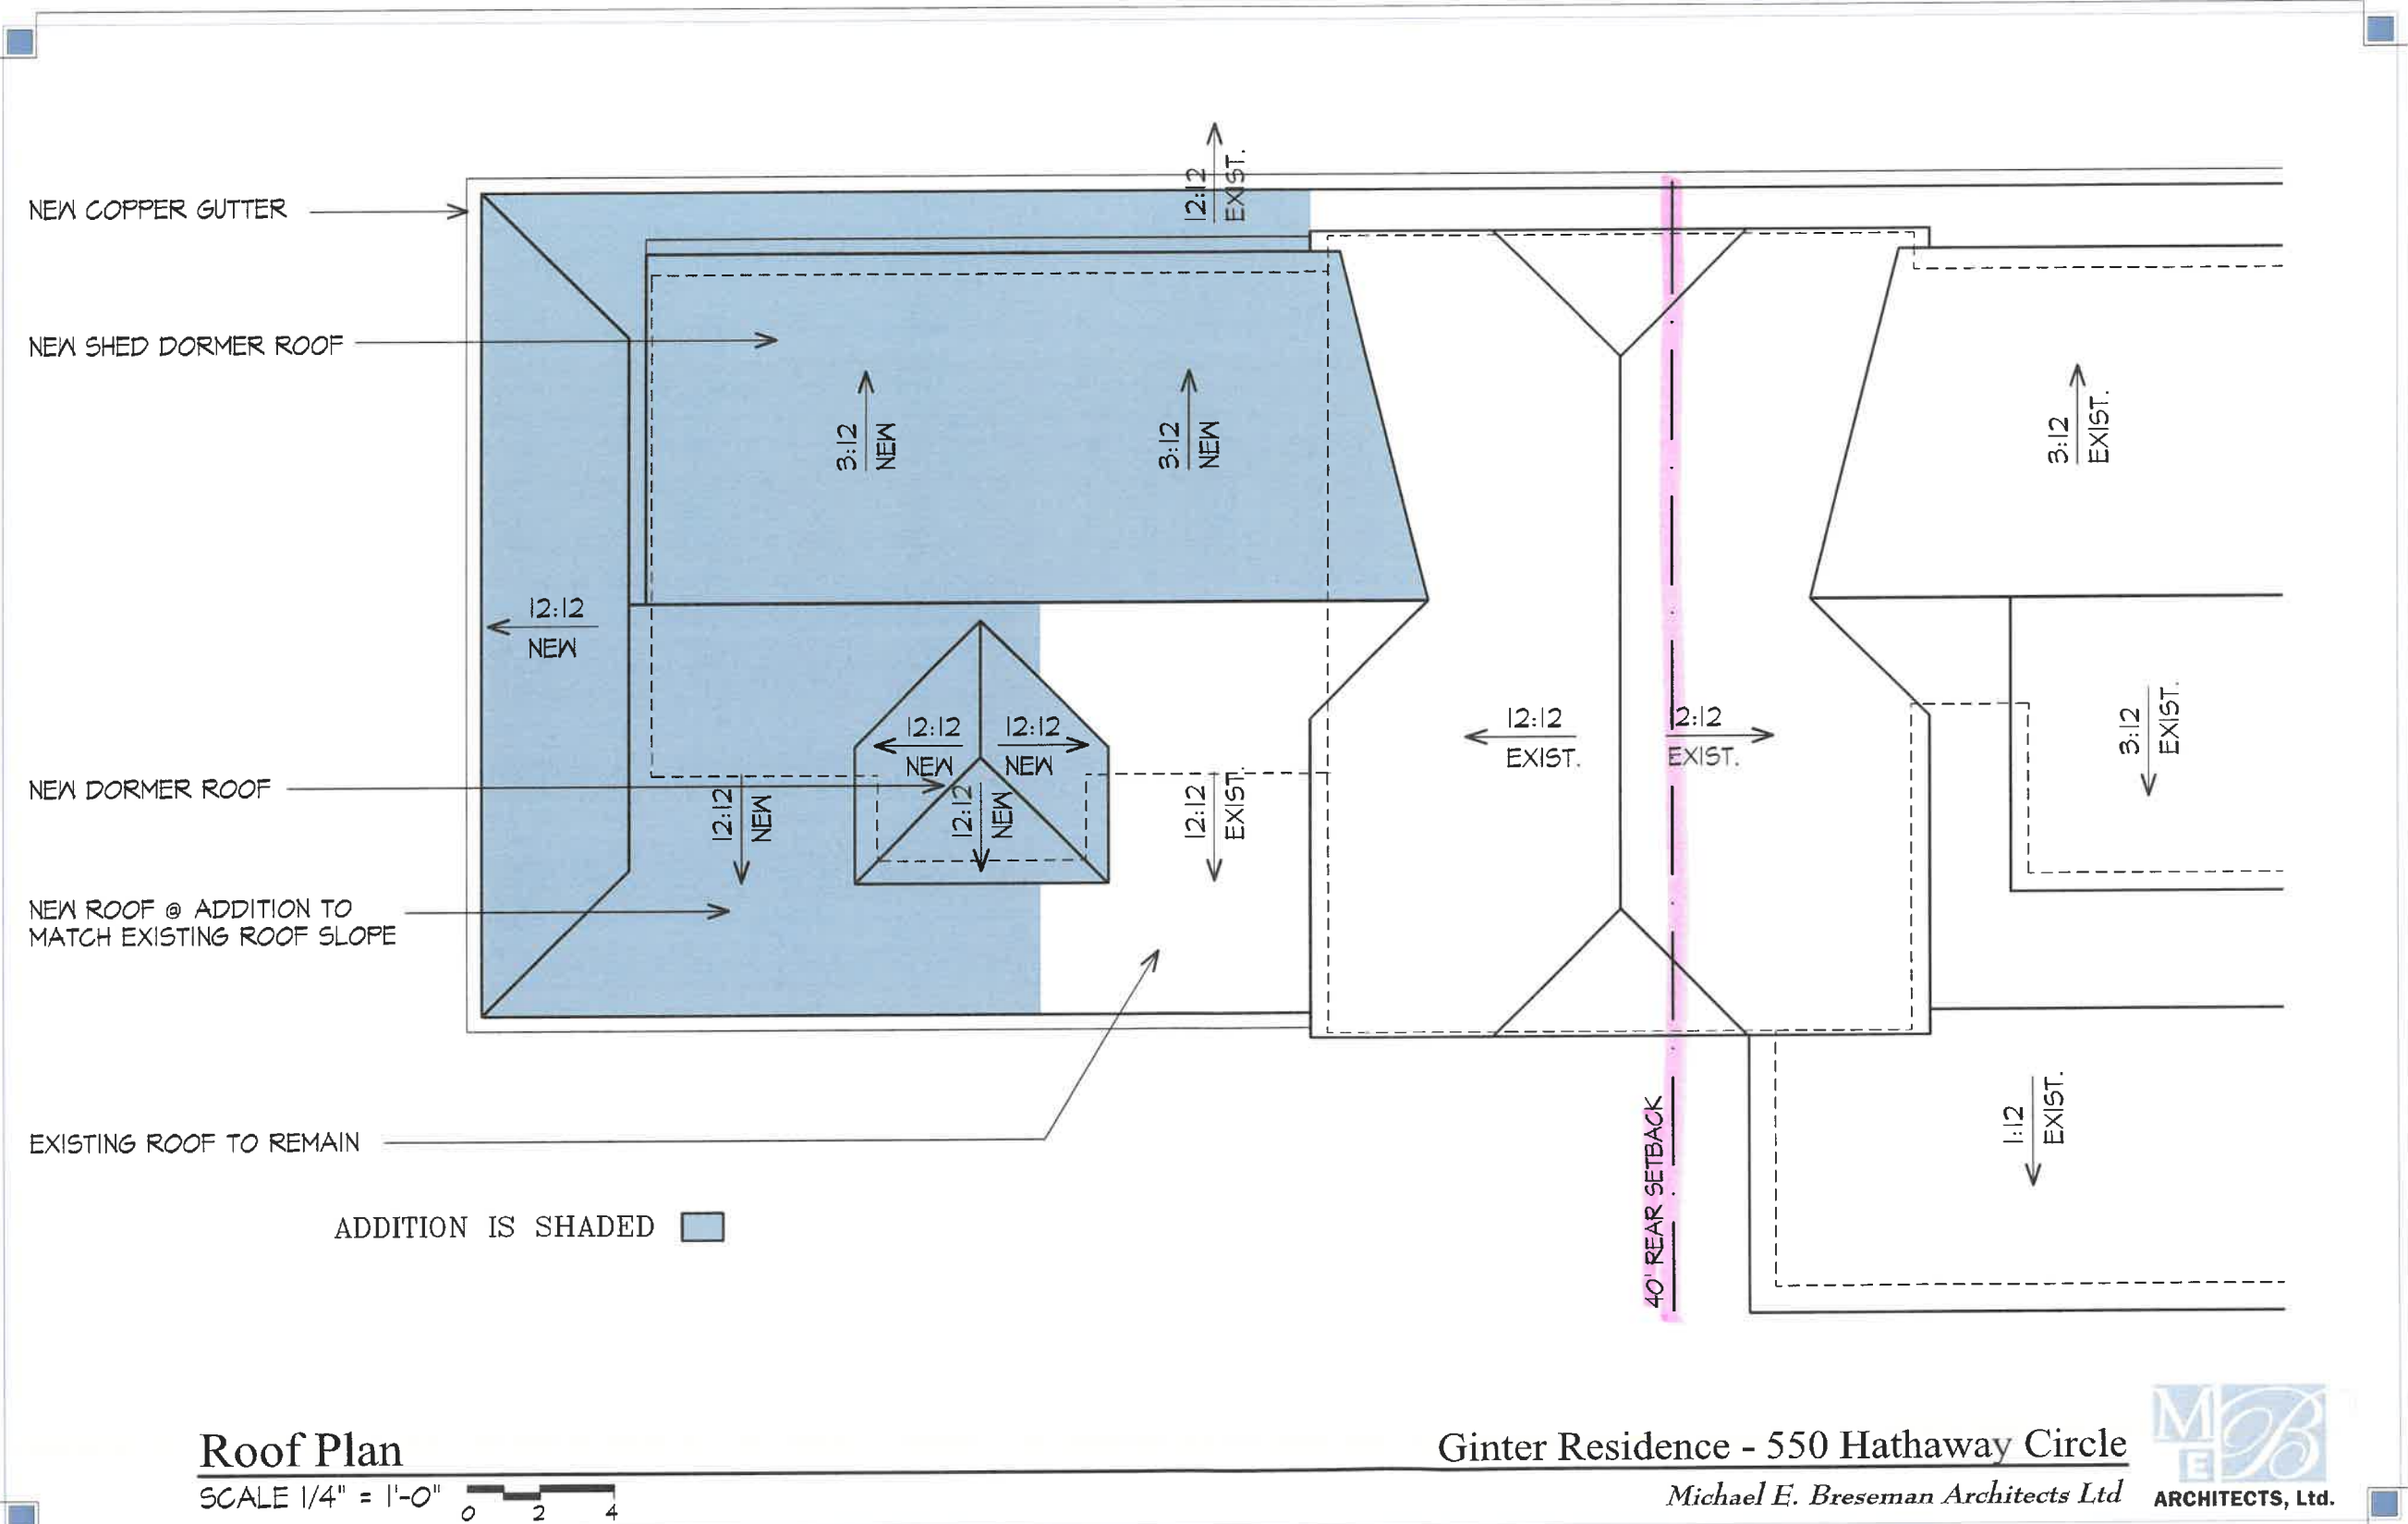 12:12
EXIST.
NEW COPPER GUTTER
NEW SHED DORMER ROOF
3:12
NEW
3:12
NEW
3:12
EXIST.
12:12
NEW
12:12
NEW
12:12
NEW
12:12
EXIST.
12:12
EXIST.
3:12
EXIST.
NEW DORMER ROOF
12:12
NEW
12:12
NEW
12:12
EXIST.
NEW ROOF @ ADDITION TO
MATCH EXISTING ROOF SLOPE
EXISTING ROOF TO REMAIN
1:12
EXIST.
40' REAR SETBACK
ADDITION IS SHADED
Roof Plan
SCALE 1/4" = 1'-0"
0 2 4
Ginter Residence - 550 Hathaway Circle
Michael E. Breseman Architects Ltd
M
E
B
ARCHITECTS, Ltd.